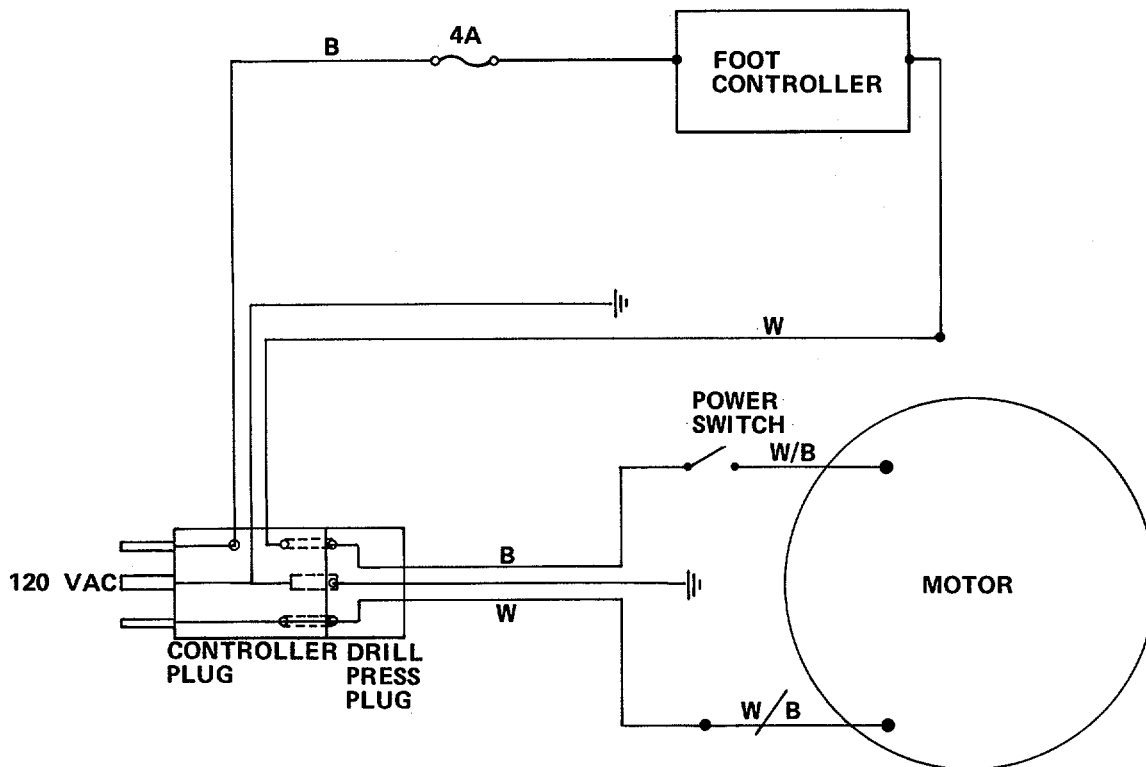 B
4A
FOOT
CONTROLLER
W
POWER
SWITCH
W/B
B
120 VAC
MOTOR
W
CONTROLLER
PLUG
DRILL
PRESS
PLUG
W/B